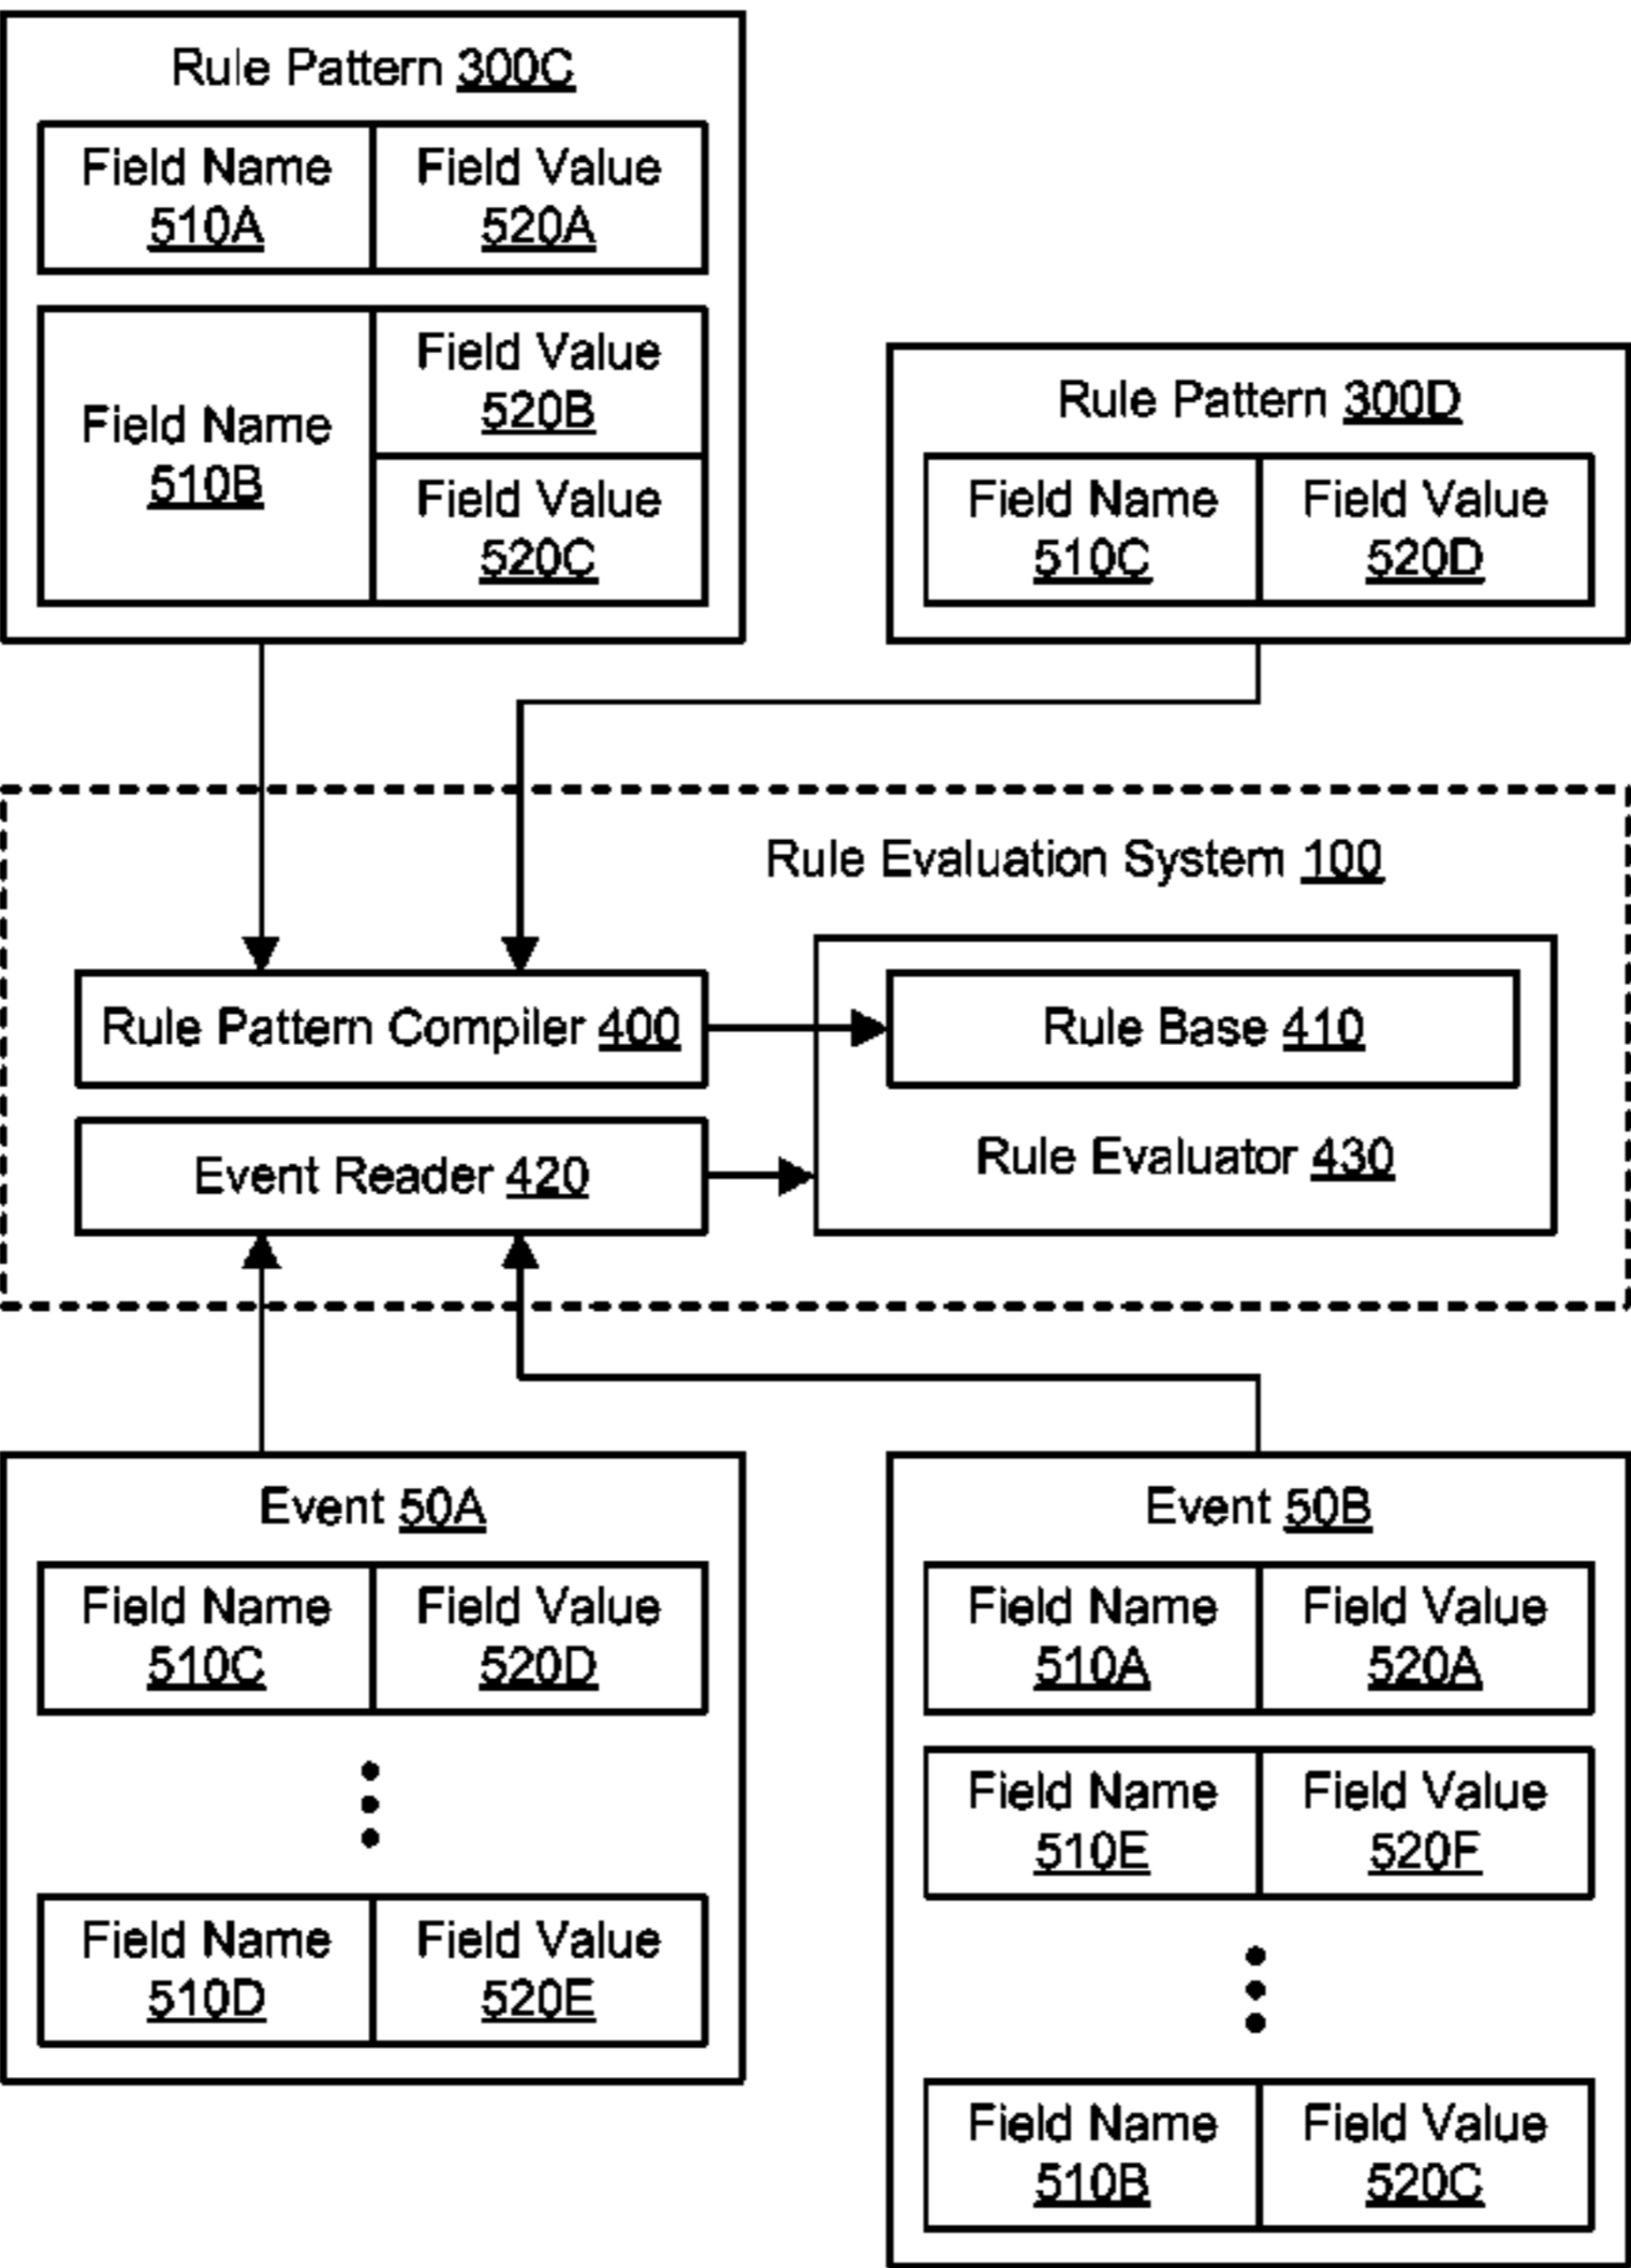 Rule Pattern 300C
Field Name
510A
Field Value
520A
Field Name
510B
Field Value
520B
Field Value
520C
Rule Pattern 300D
Field Name
510C
Field Value
520D
Rule Evaluation System 100
Rule Pattern Compiler 400
Rule Base 410
Event Reader 420
Rule Evaluator 430
Event 50A
Field Name
510C
Field Value
520D
Field Name
510D
Field Value
520E
Event 50B
Field Name
510A
Field Value
520A
Field Name
510E
Field Value
520F
Field Name
510B
Field Value
520C